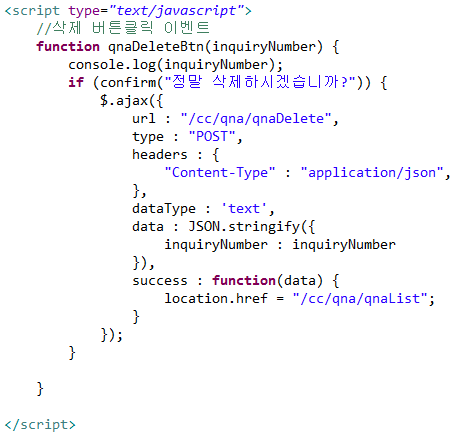 <script type="text/javascript">
    //삭제 버튼클릭 이벤트
    function qnaDeleteBtn(inquiryNumber) {
        console.log(inquiryNumber);
        if (confirm("정말 삭제하시겠습니까?")) {
            $.ajax({
                url : "/cc/qna/qnaDelete",
                type : "POST",
                headers : {
                    "Content-Type" : "application/json",
                },
                dataType : 'text',
                data : JSON.stringify({
                    inquiryNumber : inquiryNumber
                }),
                success : function(data) {
                    location.href = "/cc/qna/qnaList";
                }
            });
        }

    }

</script>